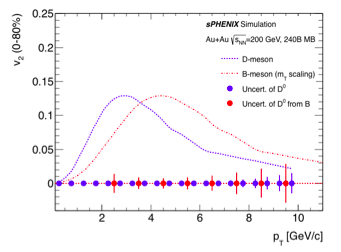 sPHENIX Simulation
Au+Au √sNN=200 GeV, 240B MB
D-meson
B-meson (mT scaling)
Uncert. of D0
Uncert. of D0 from B
v2 (0-80%)
0.25
0.2
0.15
0.1
0.05
0
2
4
6
8
10
pT [GeV/c]